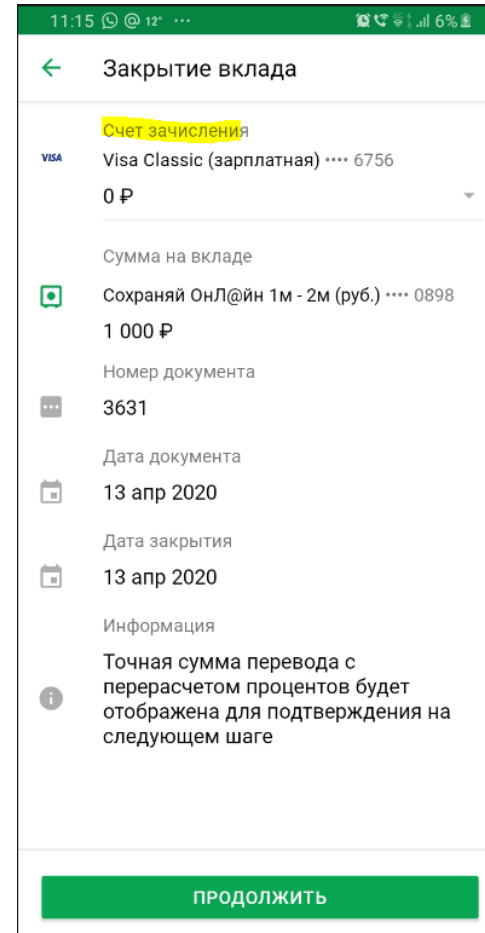 11:15 @ 12° ··· 6%
Закрытие вклада
Счет зачисления
VISA Visa Classic (зарплатная) •••• 6756
0 ₽
Сумма на вкладе
Сохраняй ОнЛ@йн 1м - 2м (руб.) •••• 0898
1 000 ₽
Номер документа
3631
Дата документа
13 апр 2020
Дата закрытия
13 апр 2020
Информация
Точная сумма перевода с
перерасчетом процентов будет
отображена для подтверждения на
следующем шаге
ПРОДОЛЖИТЬ